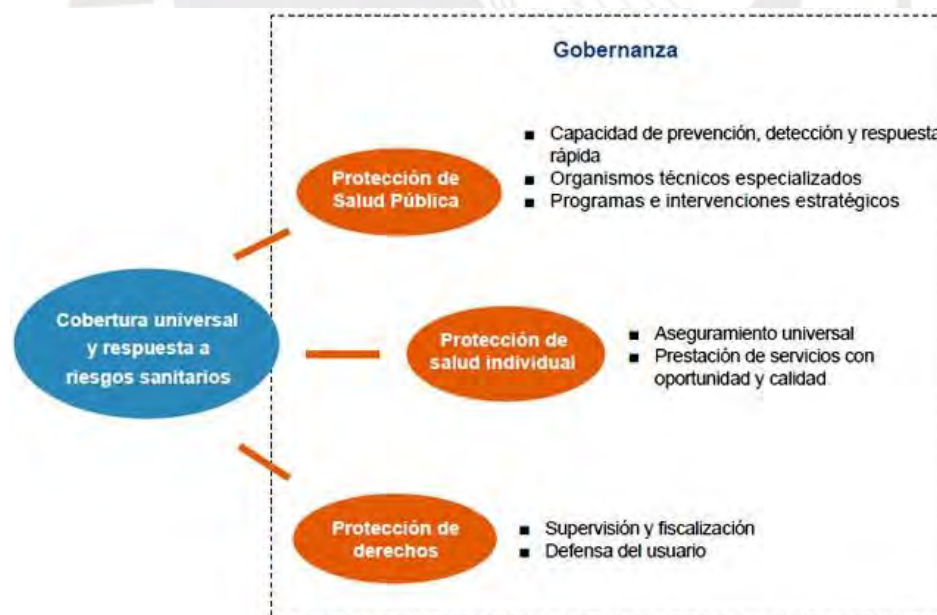 Gobernanza
Protección de
Salud Pública
■ Capacidad de prevención, detección y respuesta
rápida
■ Organismos técnicos especializados
■ Programas e intervenciones estratégicos
Cobertura universal
y respuesta a
riesgos sanitarios
Protección de
salud individual
■ Aseguramiento universal
■ Prestación de servicios con
oportunidad y calidad
Protección de
derechos
■ Supervisión y fiscalización
■ Defensa del usuario